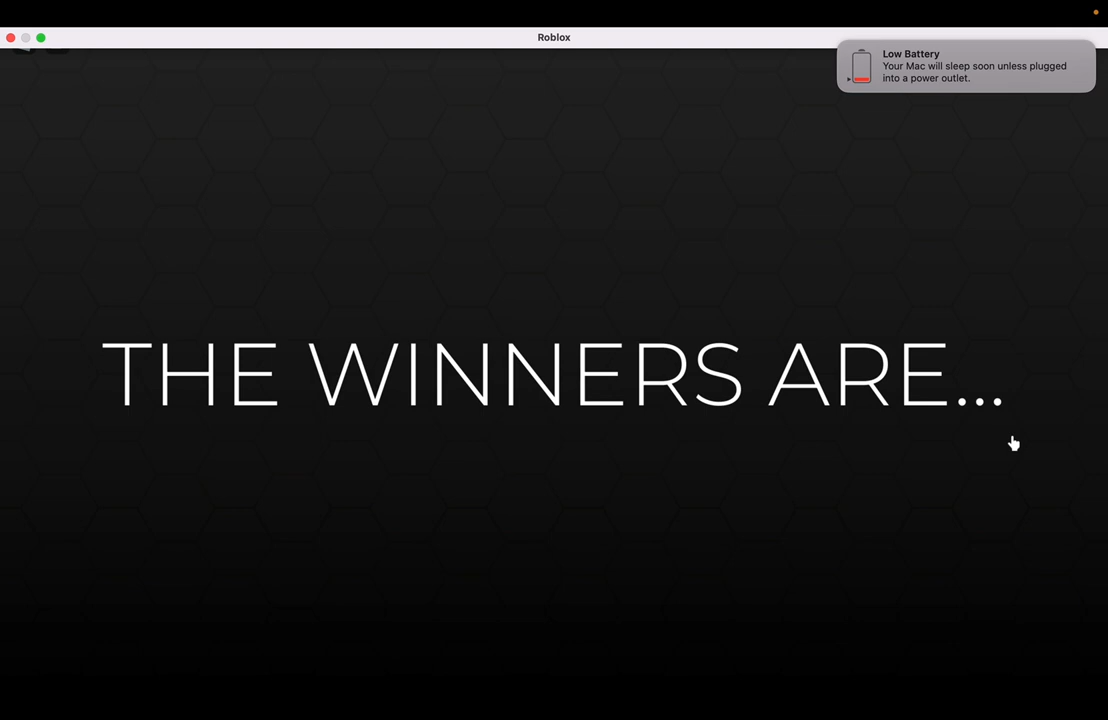 Roblox
Low Battery
Your Mac will sleep soon unless plugged
into a power outlet.
THE WINNERS ARE...